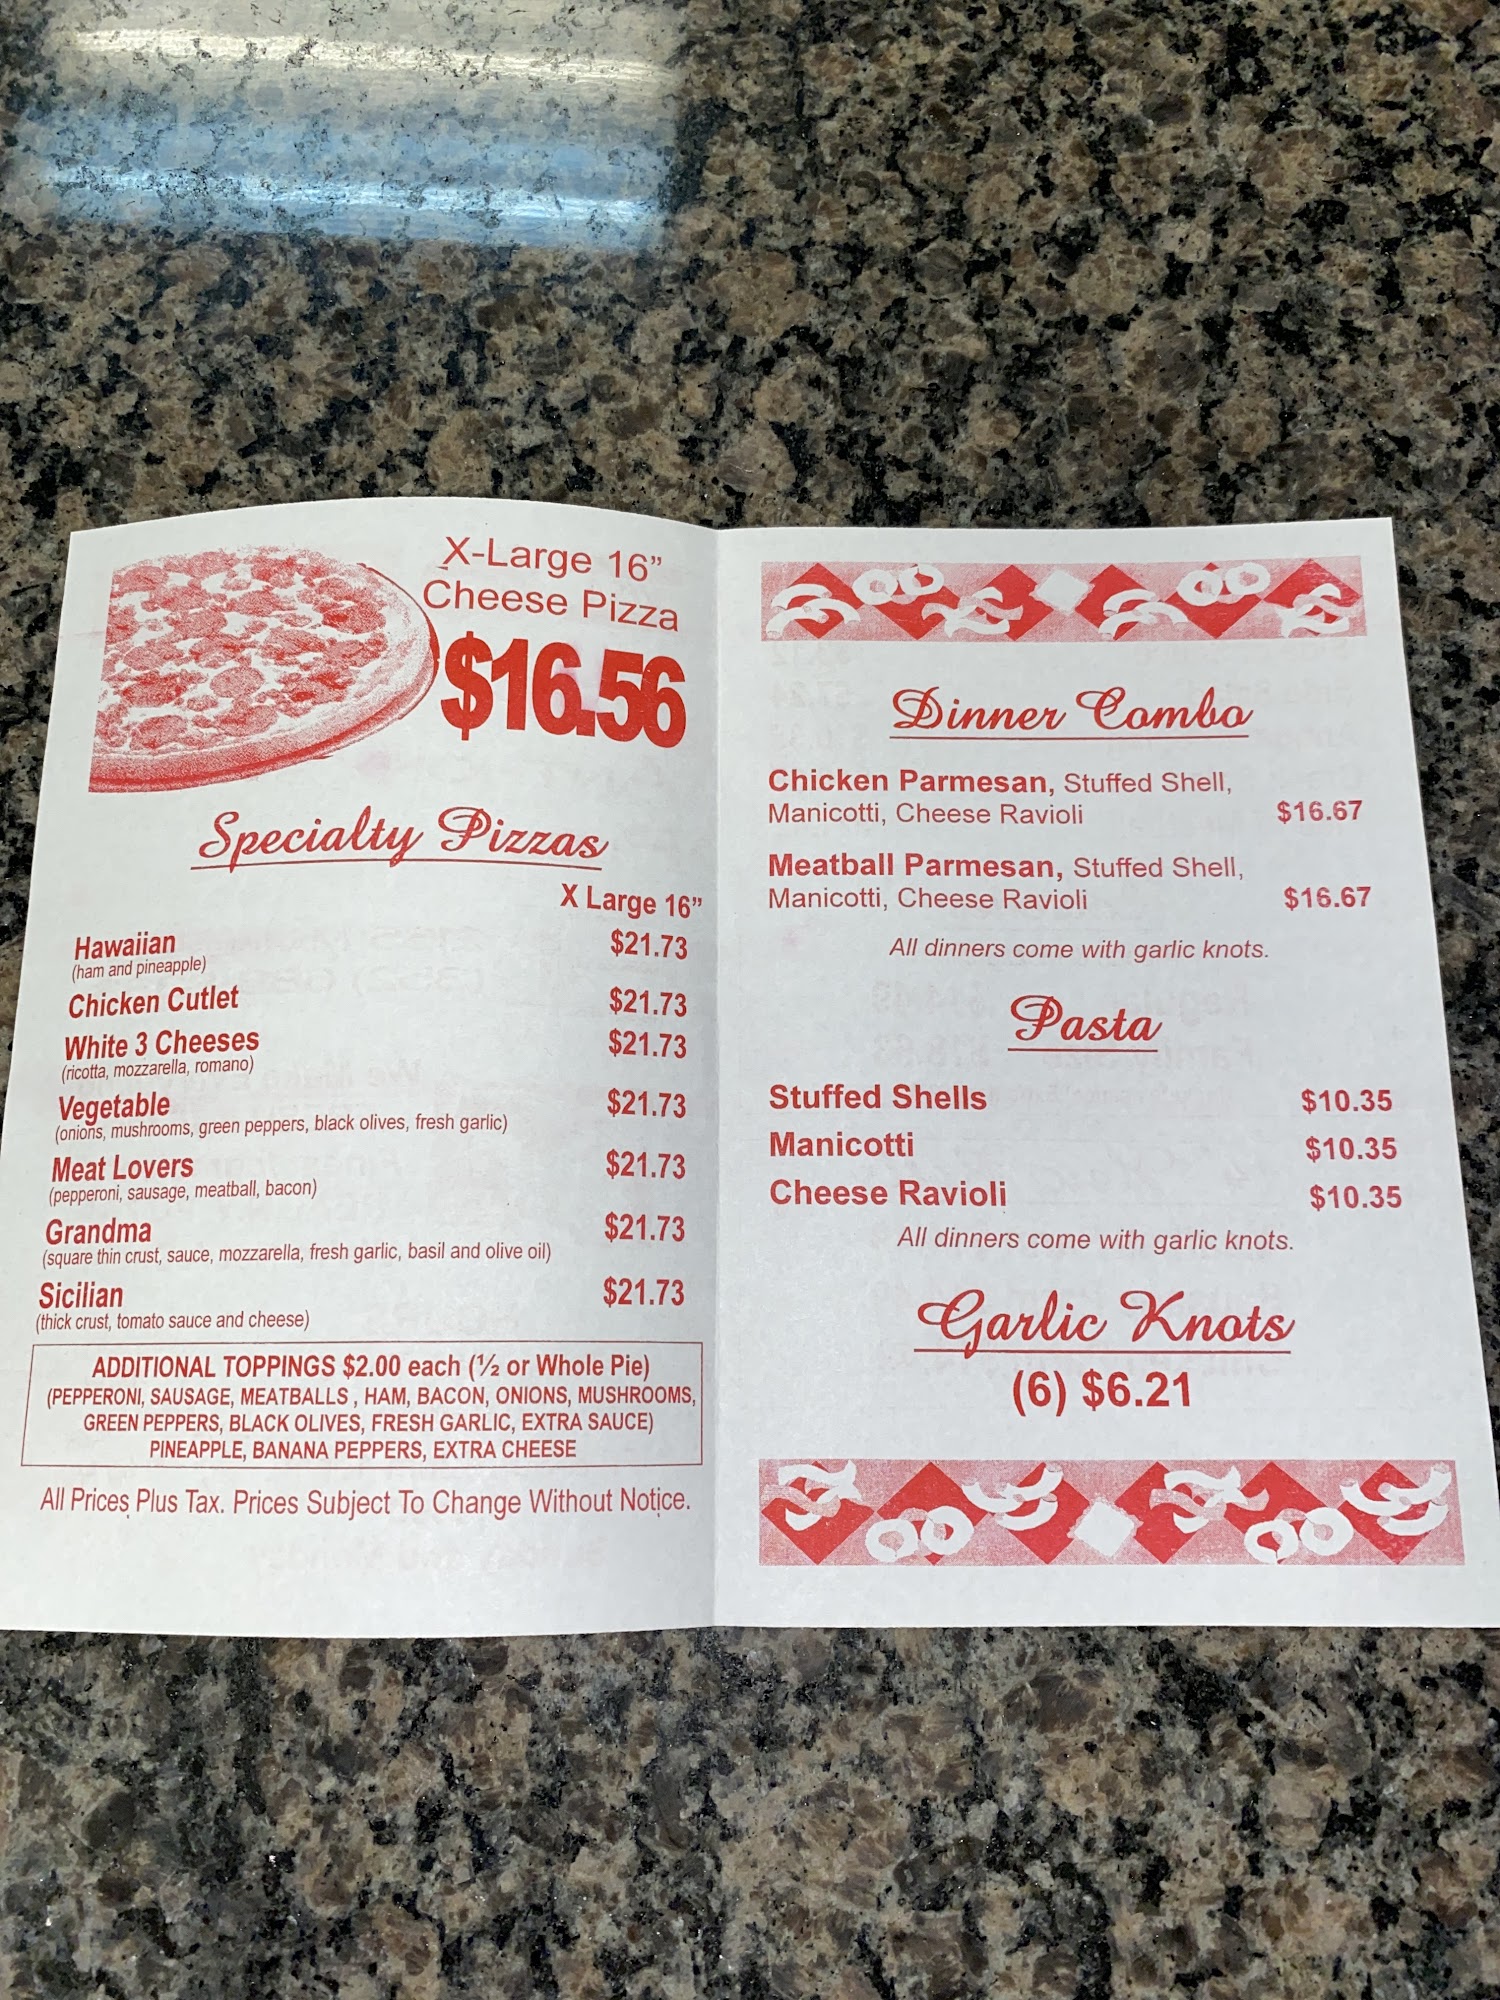 X-Large 16”
Cheese Pizza
$16.56
Specialty Pizzas
X Large 16”
Hawaiian $21.73
(ham and pineapple)
Chicken Cutlet $21.73
White 3 Cheeses $21.73
(ricotta, mozzarella, romano)
Vegetable $21.73
(onions, mushrooms, green peppers, black olives, fresh garlic)
Meat Lovers $21.73
(pepperoni, sausage, meatball, bacon)
Grandma $21.73
(square thin crust, sauce, mozzarella, fresh garlic, basil and olive oil)
Sicilian $21.73
(thick crust, tomato sauce and cheese)
ADDITIONAL TOPPINGS $2.00 each (½ or Whole Pie)
(PEPPERONI, SAUSAGE, MEATBALLS , HAM, BACON, ONIONS, MUSHROOMS,
GREEN PEPPERS, BLACK OLIVES, FRESH GARLIC, EXTRA SAUCE)
PINEAPPLE, BANANA PEPPERS, EXTRA CHEESE
All Prices Plus Tax. Prices Subject To Change Without Notice.
Dinner Combo
Chicken Parmesan, Stuffed Shell,
Manicotti, Cheese Ravioli $16.67
Meatball Parmesan, Stuffed Shell,
Manicotti, Cheese Ravioli $16.67
All dinners come with garlic knots.
Pasta
Stuffed Shells $10.35
Manicotti $10.35
Cheese Ravioli $10.35
All dinners come with garlic knots.
Garlic Knots
(6) $6.21